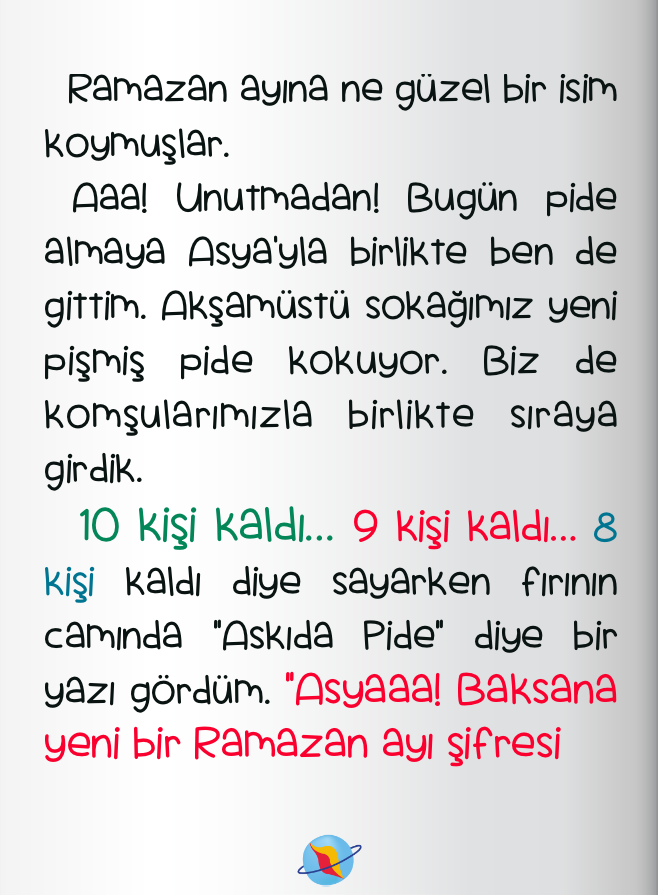 Ramazan ayına ne güzel bir isim
koymuşlar.
Aaa! Unutmadan! Bugün pide
almaya Asya'yla birlikte ben de
gittim. Akşamüstü sokağımız yeni
pişmiş pide kokuyor. Biz de
komşularımızla birlikte sıraya
girdik.
10 kişi kaldı... 9 kişi kaldı... 8
kişi kaldı diye sayarken fırının
camında "Askıda Pide" diye bir
yazı gördüm. "Asyaaa! Baksana
yeni bir Ramazan ayı şifresi